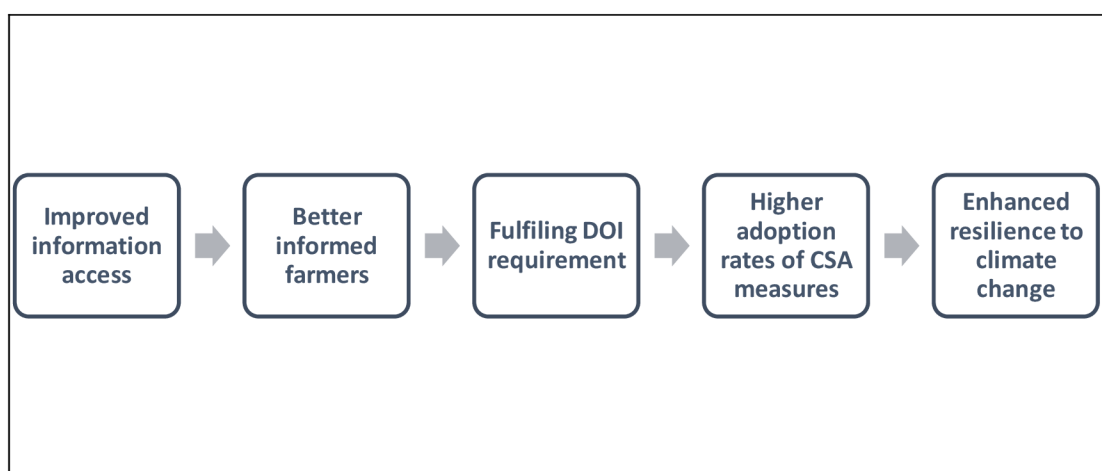 Improved
information
access
Better
informed
farmers
Fulfiling DOI
requirement
Higher
adoption
rates of CSA
measures
Enhanced
resilience to
climate
change